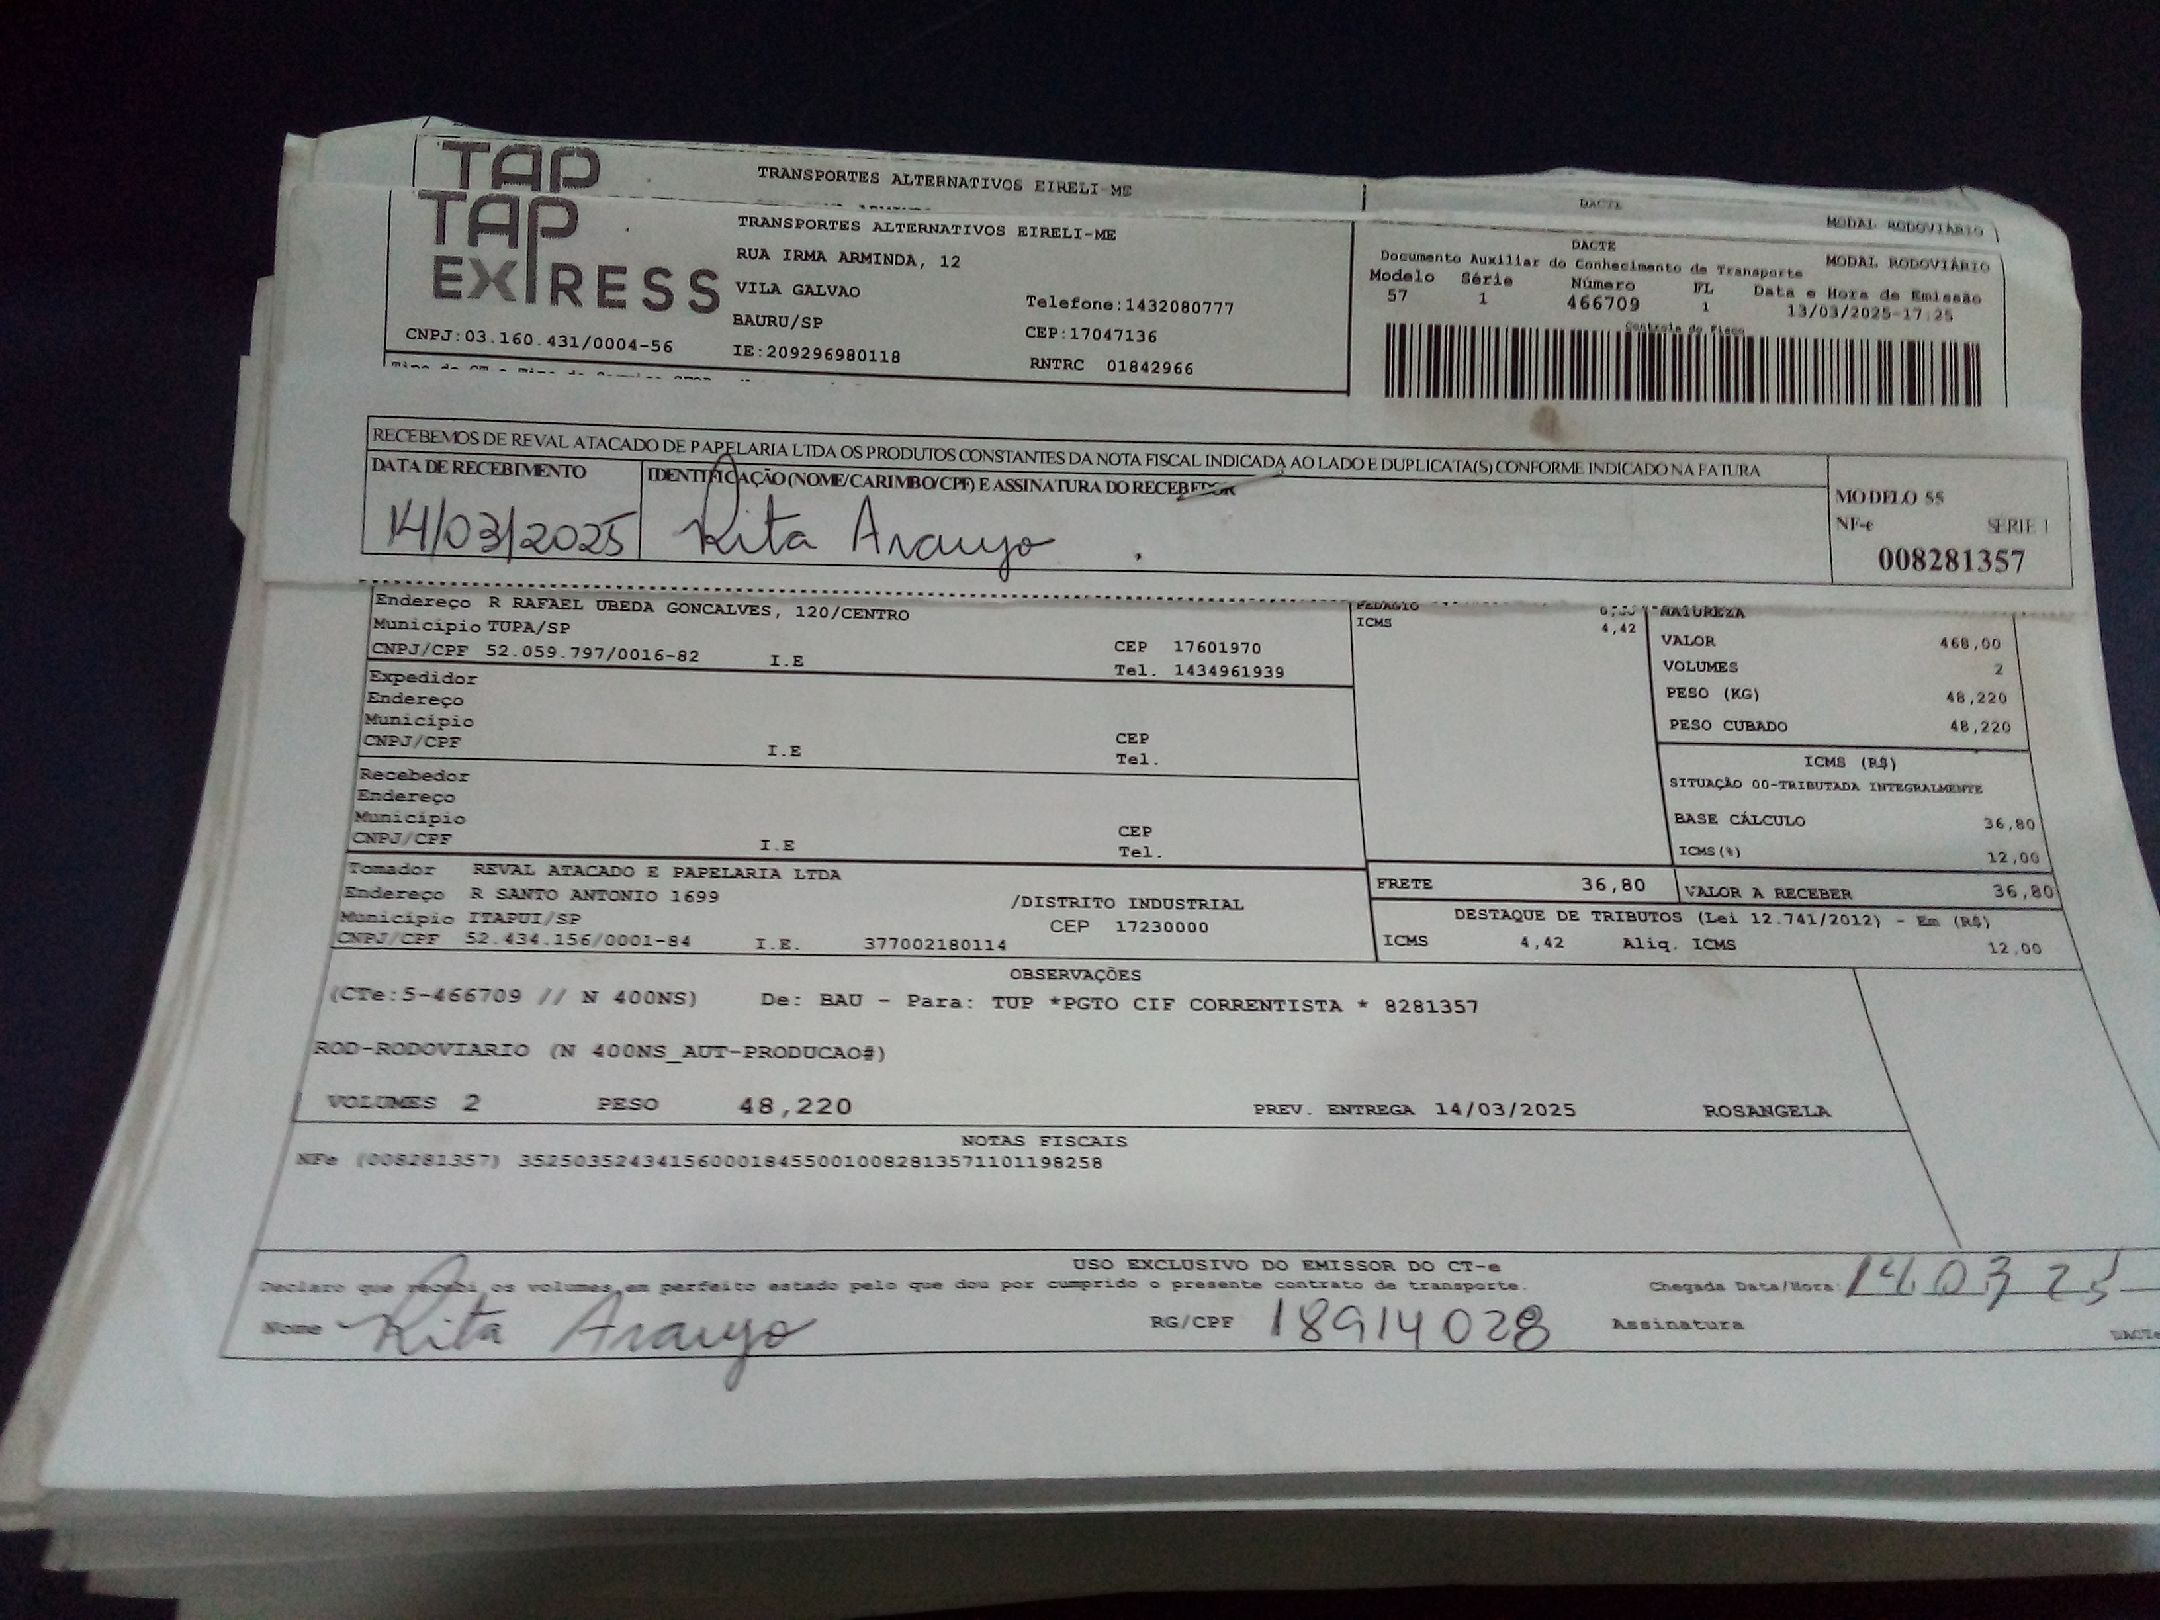 TAP
TRANSPORTES ALTERNATIVOS EIRELI-ME
DACTE
MODAL RODOVIÁRIO
TAP
EXPRESS
CNPJ:03.160.431/0004-56
TRANSPORTES ALTERNATIVOS EIRELI-ME
RUA IRMA ARMINDA, 12
VILA GALVAO
Telefone:1432080777
BAURU/SP
CEP:17047136
IE:209296980118
RNTRC 01842966
DACTE
MODAL RODOVIÁRIO
Documento Auxiliar do Conhecimento de Transporte
Modelo Série Número FL Data e Hora de Emissão
57 1 466709 1 13/03/2025-17:25
Controle do Fisco
RECEBEMOS DE REVAL ATACADO DE PAPELARIA LTDA OS PRODUTOS CONSTANTES DA NOTA FISCAL INDICADA AO LADO E DUPLICATA(S) CONFORME INDICADO NA FATURA
DATA DE RECEBIMENTO
14/03/2025
IDENTIFICAÇÃO (NOME/CARIMBO/CPF) E ASSINATURA DO RECEBEDOR
Rita Araujo
MODELO 55
NF-e SÉRIE 1
008281357
Endereço R RAFAEL UBEDA GONCALVES, 120/CENTRO
Município TUPA/SP
CEP 17601970
CNPJ/CPF 52.059.797/0016-82 I.E
Tel. 1434961939
PEDAGIO
ICMS 4,42
NATUREZA
VALOR 468,00
VOLUMES 2
PESO (KG) 48,220
PESO CUBADO 48,220
Expedidor
Endereço
Município
CEP
CNPJ/CPF I.E
Tel.
ICMS (R$)
SITUAÇÃO 00-TRIBUTADA INTEGRALMENTE
BASE CÁLCULO 36,80
ICMS(%) 12,00
Recebedor
Endereço
Município
CEP
CNPJ/CPF I.E
Tel.
Tomador REVAL ATACADO E PAPELARIA LTDA
Endereço R SANTO ANTONIO 1699 /DISTRITO INDUSTRIAL
Município ITAPUI/SP CEP 17230000
CNPJ/CPF 52.434.156/0001-84 I.E. 377002180114
FRETE 36,80 VALOR A RECEBER 36,80
DESTAQUE DE TRIBUTOS (Lei 12.741/2012) - Em (R$)
ICMS 4,42 Aliq. ICMS 12,00
OBSERVAÇÕES
(CTe:5-466709 // N 400NS) De: BAU - Para: TUP *PGTO CIF CORRENTISTA * 8281357
ROD-RODOVIARIO (N 400NS_AUT-PRODUCAO#)
VOLUMES 2 PESO 48,220 PREV. ENTREGA 14/03/2025 ROSANGELA
NOTAS FISCAIS
NFe (008281357) 35250352434156000184550010082813571101198258
USO EXCLUSIVO DO EMISSOR DO CT-e
Declaro que recebi os volumes em perfeito estado pelo que dou por cumprido o presente contrato de transporte.
Chegada Data/Hora: 14 03 25
Nome Rita Araujo RG/CPF 18914028 Assinatura
DACTe